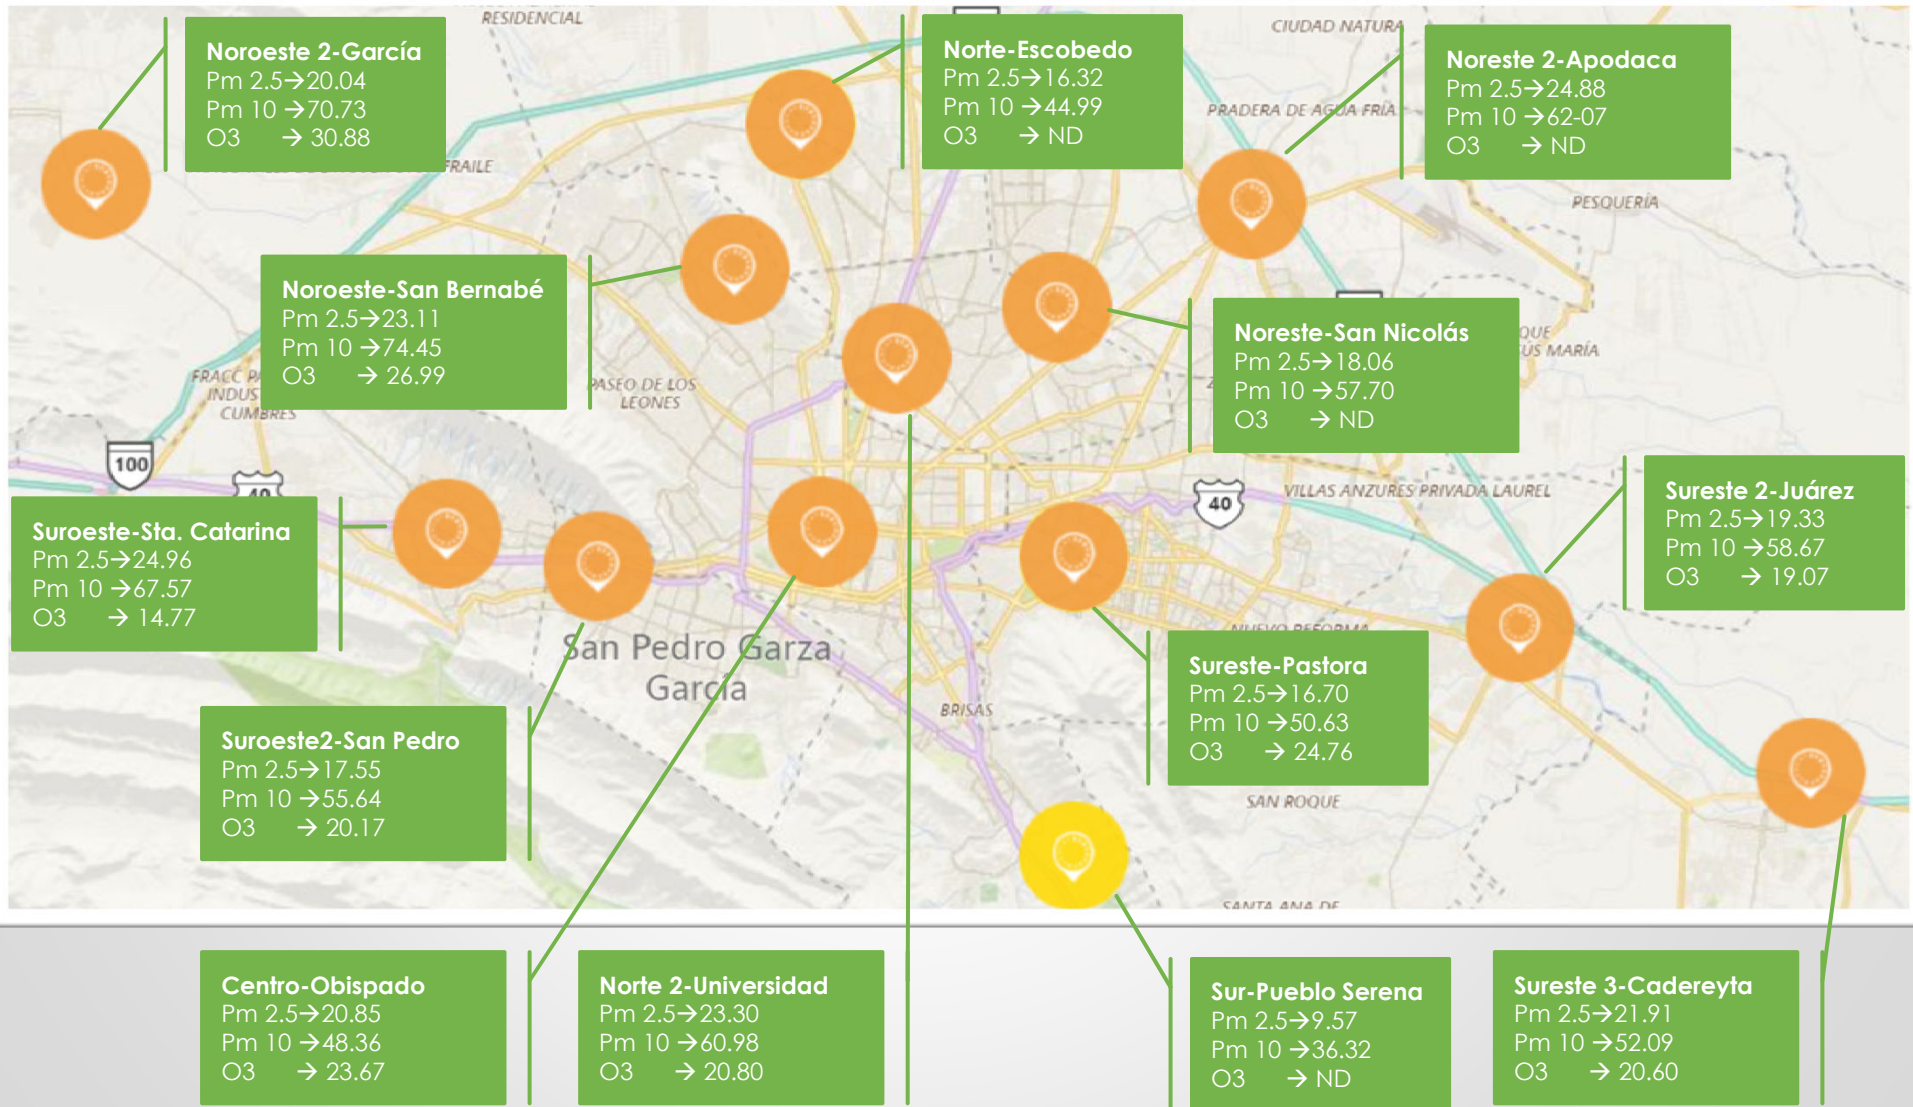 RESIDENCIAL
CIUDAD NATURA
Noroeste 2-García
Pm 2.5→20.04
Pm 10 →70.73
O3 → 30.88
Norte-Escobedo
Pm 2.5→16.32
Pm 10 →44.99
O3 → ND
Noreste 2-Apodaca
Pm 2.5→24.88
Pm 10 →62-07
O3 → ND
PRADERA DE AGUA FRÍA
FRAILE
PESQUERÍA
Noroeste-San Bernabé
Pm 2.5→23.11
Pm 10 →74.45
O3 → 26.99
Noreste-San Nicolás
Pm 2.5→18.06
Pm 10 →57.70
O3 → ND
FRACC
INDUS
CUMBRES
PASEO DE LOS
LEONES
MARÍA
100
40
40
VILLAS ANZURES PRIVADA LAUREL
Suroeste-Sta. Catarina
Pm 2.5→24.96
Pm 10 →67.57
O3 → 14.77
Sureste 2-Juárez
Pm 2.5→19.33
Pm 10 →58.67
O3 → 19.07
San Pedro Garza
García
NUEVO REFORMA
BRISAS
Sureste-Pastora
Pm 2.5→16.70
Pm 10 →50.63
O3 → 24.76
Suroeste2-San Pedro
Pm 2.5→17.55
Pm 10 →55.64
O3 → 20.17
SAN ROQUE
SANTA ANA DE
Centro-Obispado
Pm 2.5→20.85
Pm 10 →48.36
O3 → 23.67
Norte 2-Universidad
Pm 2.5→23.30
Pm 10 →60.98
O3 → 20.80
Sur-Pueblo Serena
Pm 2.5→9.57
Pm 10 →36.32
O3 → ND
Sureste 3-Cadereyta
Pm 2.5→21.91
Pm 10 →52.09
O3 → 20.60